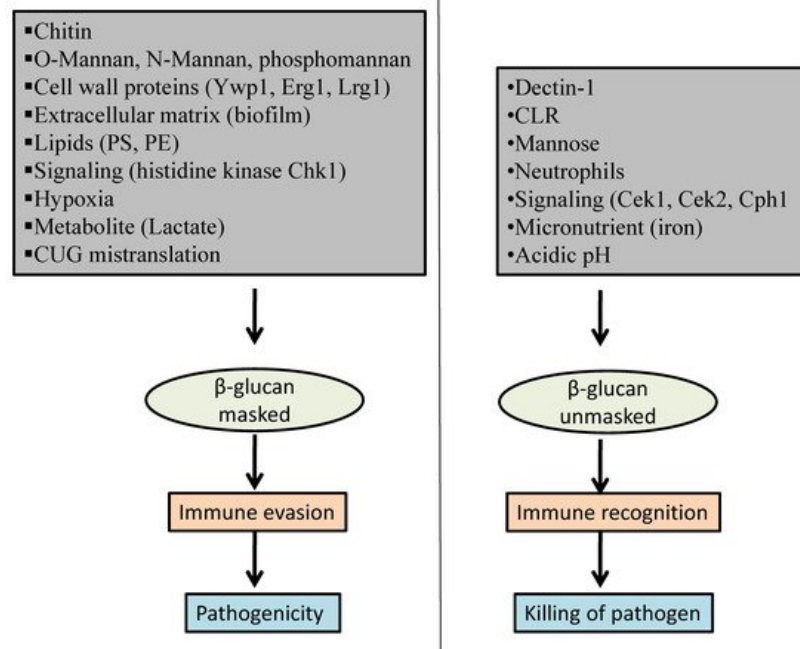 ▪Chitin
▪O-Mannan, N-Mannan, phosphomannan
▪Cell wall proteins (Ywp1, Erg1, Lrg1)
▪Extracellular matrix (biofilm)
▪Lipids (PS, PE)
▪Signaling (histidine kinase Chk1)
▪Hypoxia
▪Metabolite (Lactate)
▪CUG mistranslation
β-glucan
masked
Immune evasion
Pathogenicity
•Dectin-1
•CLR
•Mannose
•Neutrophils
•Signaling (Cek1, Cek2, Cph1
•Micronutrient (iron)
•Acidic pH
β-glucan
unmasked
Immune recognition
Killing of pathogen